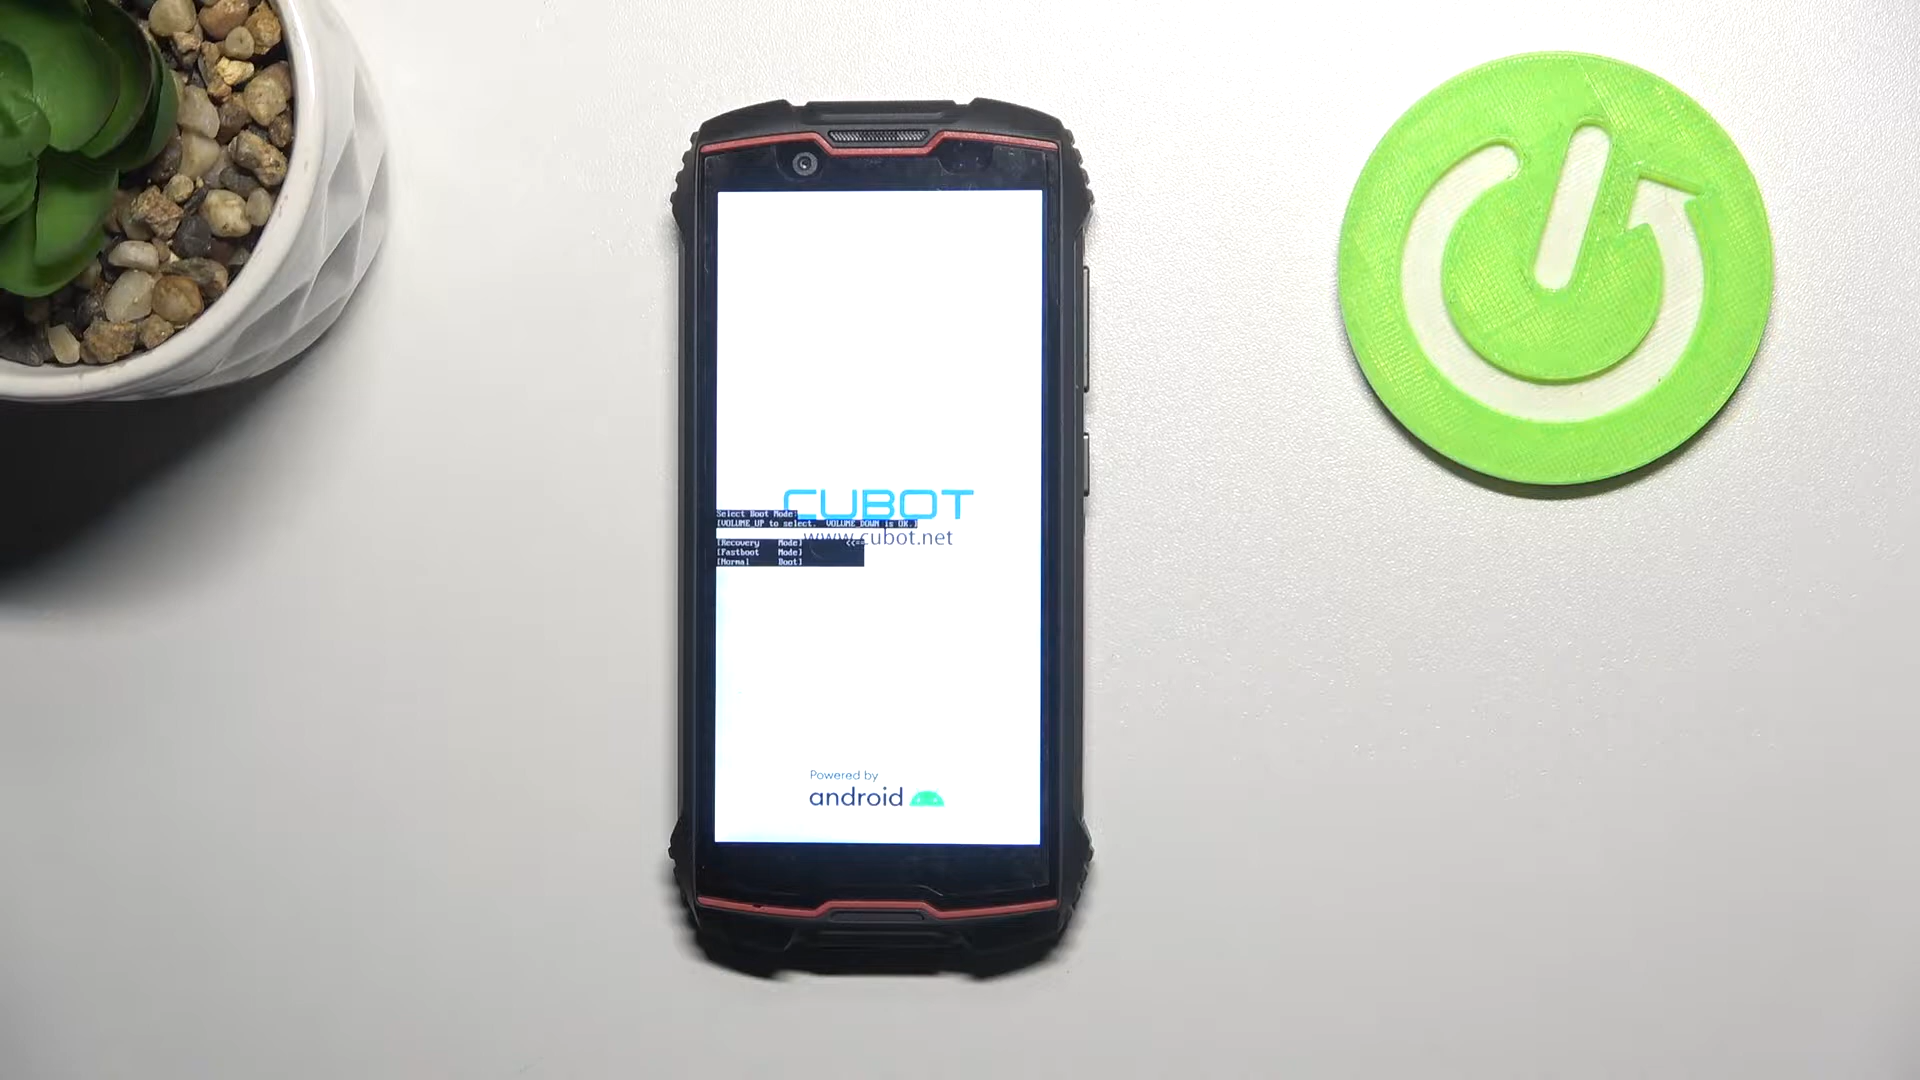 CUBOT
Select Boot Mode:
[VOLUME_UP to select.  VOLUME_DOWN is OK.]
www.cubot.net
[Recovery    Mode]         <<==
[Fastboot    Mode]
[Normal      Boot]
Powered by
android